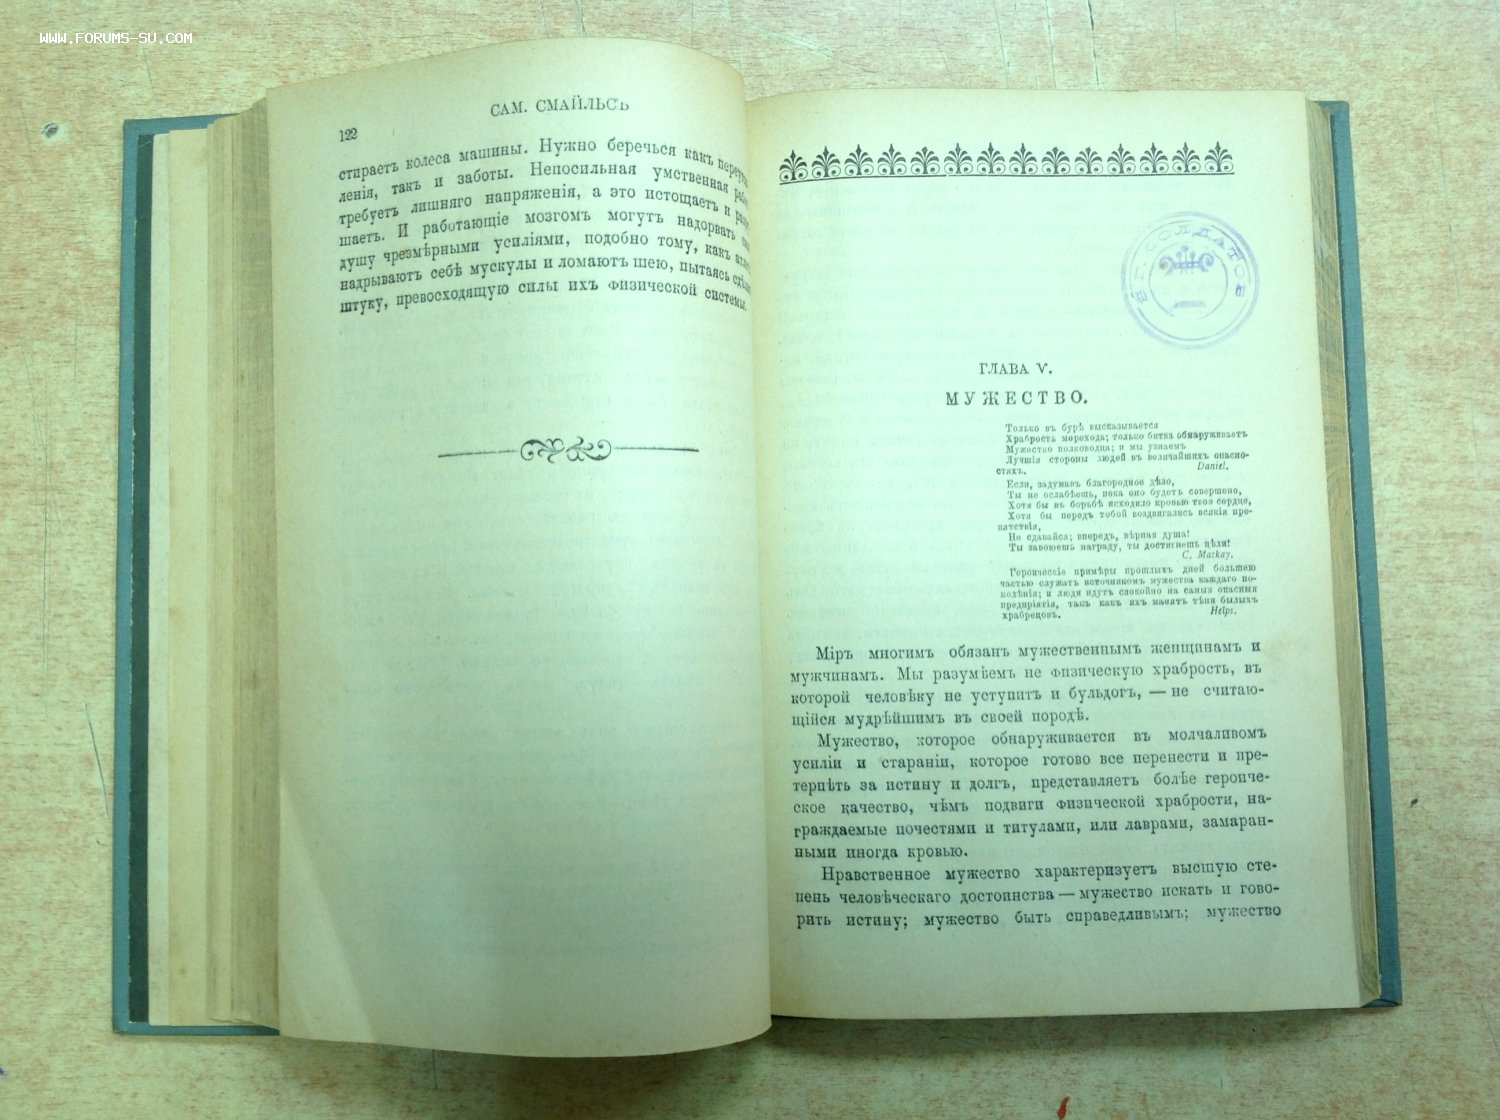 WWW.FORUMS-SU.COM
САМ. СМАЙЛЬСЪ
122
стираетъ колеса машины. Нужно беречься какъ
ленія, такъ и заботы. Непосильная умственная
требуетъ лишняго напряженія, а это истощаетъ и
шаетъ. И работающіе мозгомъ могутъ надорвать
душу чрезмѣрными усиліями, подобно тому, какъ
надрываютъ себѣ мускулы и ломаютъ шею, пытаясь
штуку, превосходящую силы ихъ физической системы.
Г. СОЛДАТОВ
ГЛАВА V.
МУЖЕСТВО.
Только въ бурѣ высказывается
Храбрость морехода; только битва обнаруживаетъ
Мужество полководца; и мы узнаемъ
Лучшія стороны людей въ величайшихъ опасно-
стяхъ.
Daniel.
Если, задумавъ благородное дѣло,
Ты не ослабѣешь, пока оно будетъ совершено,
Хотя бы въ борьбѣ исходило кровью твое сердце,
Хотя бы передъ тобой воздвигались всякія пре-
пятствія,
Не сдавайся; впередъ, вѣрная душа!
Ты завоюешь награду, ты достигнешь цѣли!
C. Mackay.
Героическіе примѣры прошлыхъ дней большею
частью служатъ источникомъ мужества каждаго по-
колѣнія; и люди идутъ спокойно на самыя опасныя
предпріятія, такъ какъ ихъ манятъ тѣни былыхъ
храбрецовъ.
Helps.
Міръ многимъ обязанъ мужественнымъ женщинамъ и
мужчинамъ. Мы разумѣемъ не физическую храбрость, въ
которой человѣку не уступитъ и бульдогъ, — не считаю-
щійся мудрѣйшимъ въ своей породѣ.
Мужество, которое обнаруживается въ молчаливомъ
усиліи и стараніи, которое готово все перенести и пре-
терпѣть за истину и долгъ, представляетъ болѣе героиче-
ское качество, чѣмъ подвиги физической храбрости, на-
граждаемые почестями и титулами, или лаврами, замаран-
ными иногда кровью.
Нравственное мужество характеризуетъ высшую сте-
пень человѣческаго достоинства — мужество искать и гово-
рить истину; мужество быть справедливымъ; мужество